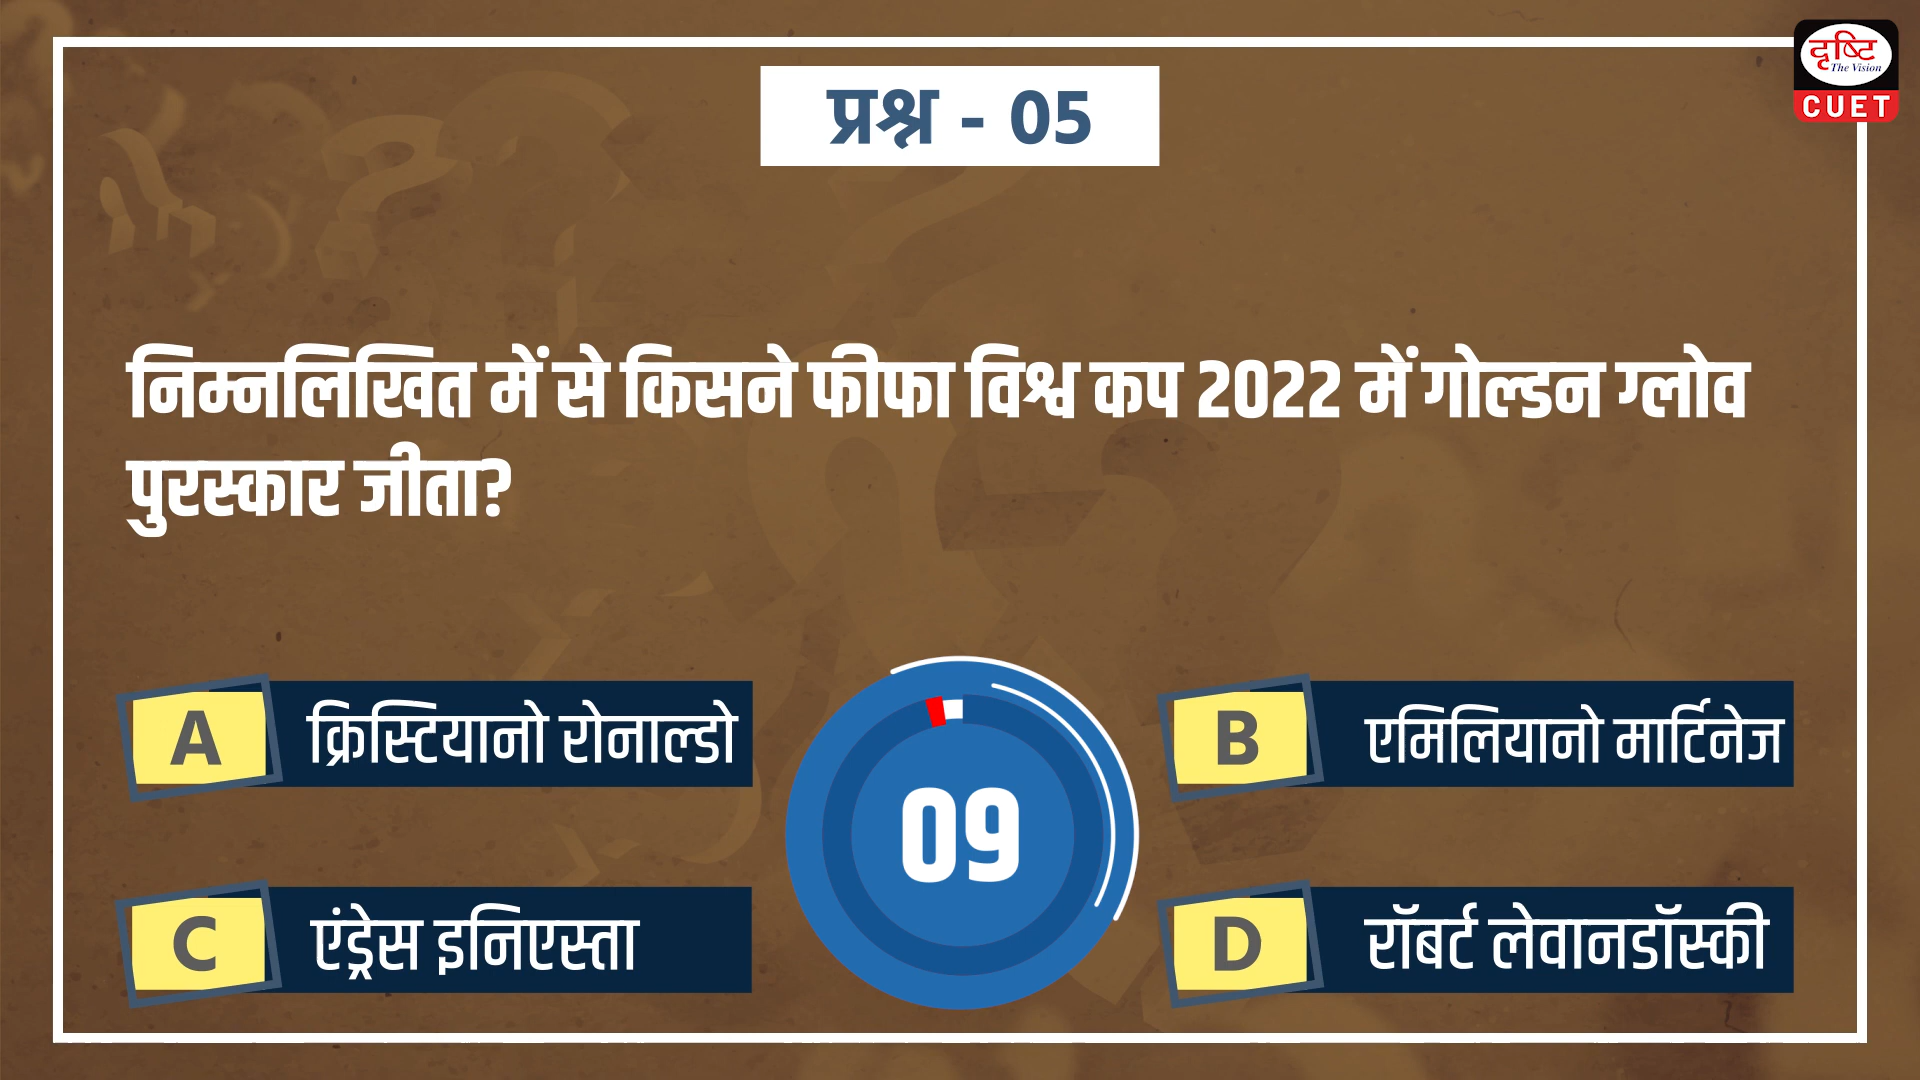 दृष्टि
The Vision
CUET
प्रश्न - 05
निम्नलिखित में से किसने फीफा विश्व कप 2022 में गोल्डन ग्लोव
पुरस्कार जीता?
A क्रिस्टियानो रोनाल्डो
B एमिलियानो मार्टिनेज
09
C एंड्रेस इनिएस्ता
D रॉबर्ट लेवानडॉस्की